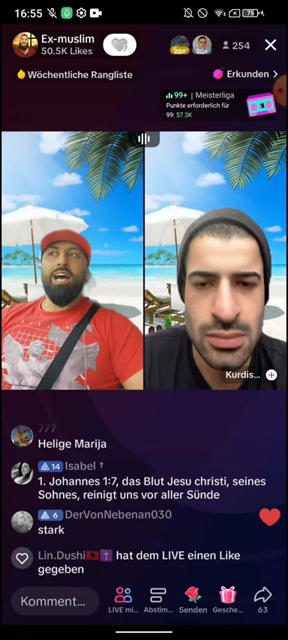 16:55
75
Ex-muslim
50.5K Likes
254
Wöchentliche Rangliste
Erkunden
99+ | Meisterliga
Punkte erforderlich für
99: 57.3K
Kurdis...
777
Helige Marija
14 Isabel †
1. Johannes 1:7, das Blut Jesu christi, seines
Sohnes, reinigt uns vor aller Sünde
6 DerVonNebenan030
stark
Lin.Dushi hat dem LIVE einen Like
gegeben
Komment...
LIVE mi...
Abstim...
Senden
Gesche...
63